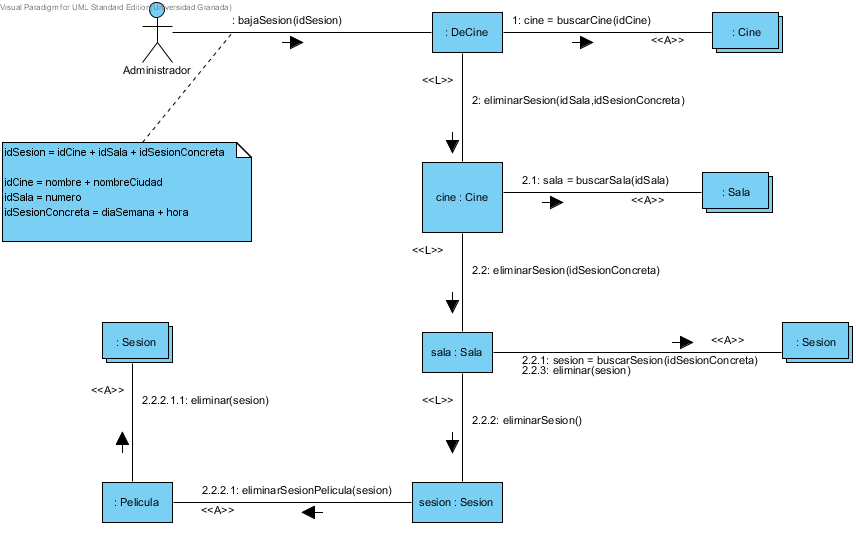 Visual Paradigm for UML Standard Edition(Universidad Granada)
: bajaSesion(idSesion)
: DeCine
1: cine = buscarCine(idCine)
<<A>>
: Cine
Administrador
<<L>>
2: eliminarSesion(idSala,idSesionConcreta)
idSesion = idCine + idSala + idSesionConcreta
idCine = nombre + nombreCiudad
idSala = numero
idSesionConcreta = diaSemana + hora
cine : Cine
2.1: sala = buscarSala(idSala)
<<A>>
: Sala
<<L>>
2.2: eliminarSesion(idSesionConcreta)
: Sesion
sala : Sala
<<A>>
: Sesion
2.2.1: sesion = buscarSesion(idSesionConcreta)
2.2.3: eliminar(sesion)
<<A>>
2.2.2.1.1: eliminar(sesion)
<<L>>
2.2.2: eliminarSesion()
: Pelicula
2.2.2.1: eliminarSesionPelicula(sesion)
<<A>>
sesion : Sesion